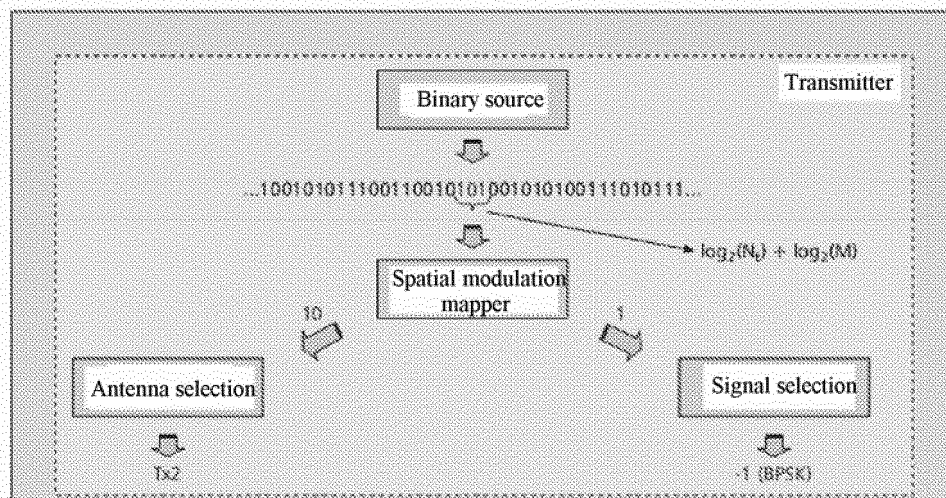 Transmitter
Binary source
...1001010111001100101010010101001110101111...
log₂(Nₜ) + log₂(M)
Spatial modulation
mapper
10
1
Antenna selection
Signal selection
Tx2
-1 (BPSK)